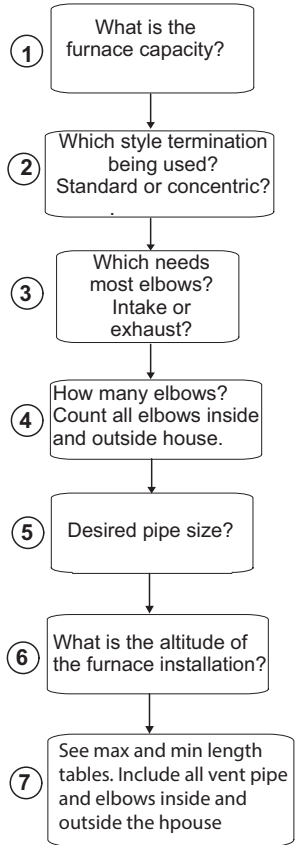 1
What is the
furnace capacity?
2
Which style termination
being used?
Standard or concentric?
3
Which needs
most elbows?
Intake or
exhaust?
4
How many elbows?
Count all elbows inside
and outside house.
5
Desired pipe size?
6
What is the altitude of
the furnace installation?
7
See max and min length
tables. Include all vent pipe
and elbows inside and
outside the hpouse